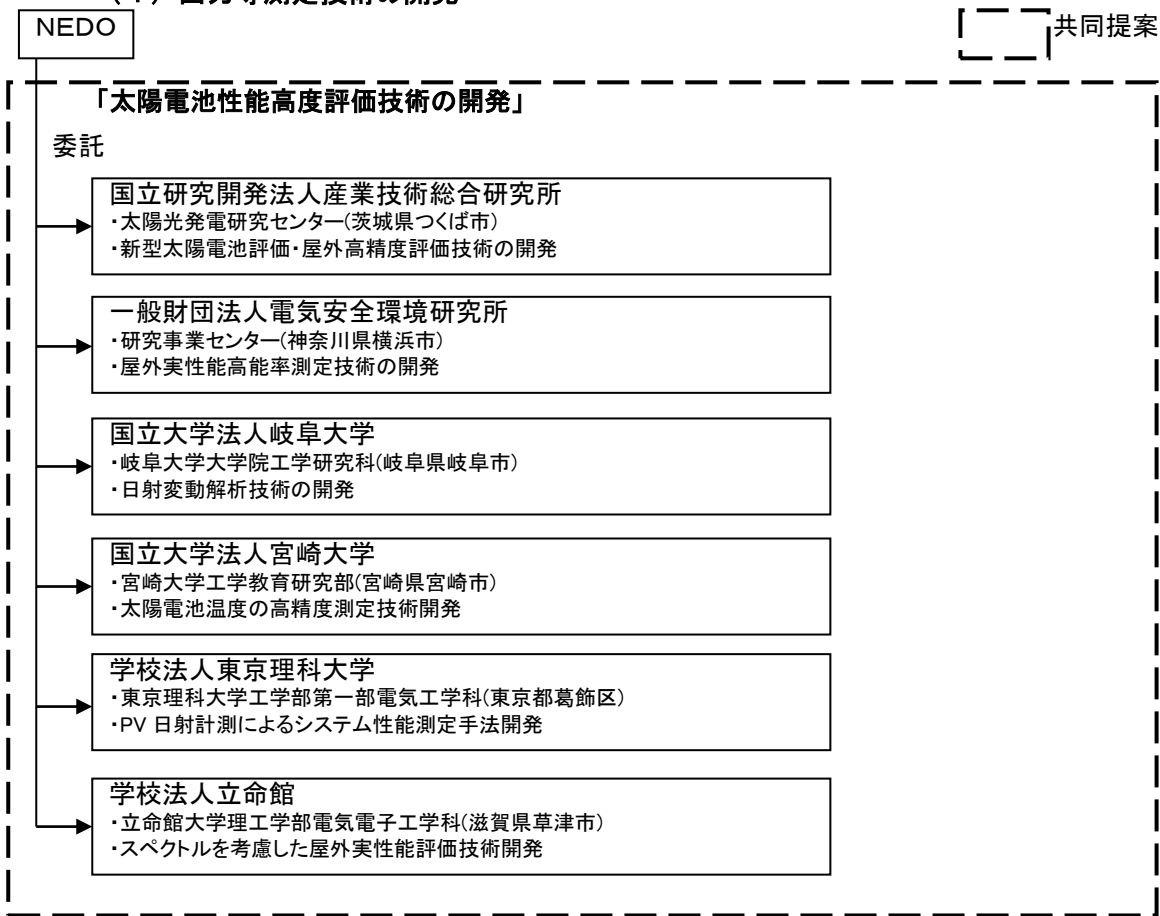 NEDO
共同提案
「太陽電池性能高度評価技術の開発」
委託
国立研究開発法人産業技術総合研究所
・太陽光発電研究センター(茨城県つくば市)
・新型太陽電池評価・屋外高精度評価技術の開発
一般財団法人電気安全環境研究所
・研究事業センター(神奈川県横浜市)
・屋外実性能高能率測定技術の開発
国立大学法人岐阜大学
・岐阜大学大学院工学研究科(岐阜県岐阜市)
・日射変動解析技術の開発
国立大学法人宮崎大学
・宮崎大学工学教育研究部(宮崎県宮崎市)
・太陽電池温度の高精度測定技術開発
学校法人東京理科大学
・東京理科大学工学部第一部電気工学科(東京都葛飾区)
・PV 日射計測によるシステム性能測定手法開発
学校法人立命館
・立命館大学理工学部電気電子工学科(滋賀県草津市)
・スペクトルを考慮した屋外実性能評価技術開発